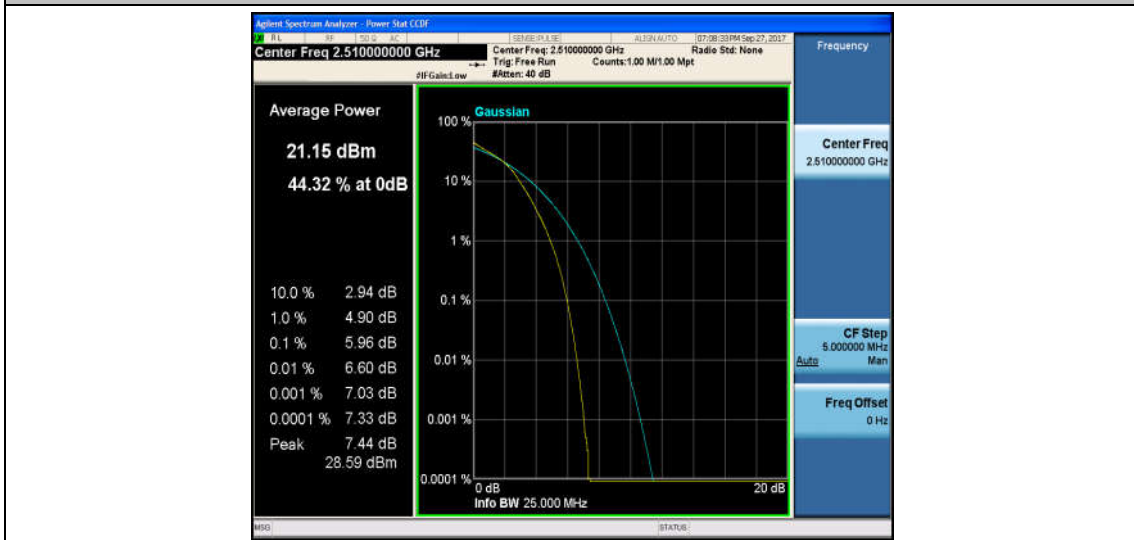 Agilent Spectrum Analyzer - Power Stat CCDF
RL RF 50 Ω AC SENSE:PULSE ALIGN AUTO 07:08:33 PM Sep 27, 2017
Center Freq 2.510000000 GHz
Center Freq: 2.510000000 GHz Radio Std: None
Trig: Free Run Counts:1.00 M/1.00 Mpt
#IFGain:Low #Atten: 40 dB
Frequency
Average Power
21.15 dBm
44.32 % at 0dB
10.0 % 2.94 dB
1.0 % 4.90 dB
0.1 % 5.96 dB
0.01 % 6.60 dB
0.001 % 7.03 dB
0.0001 % 7.33 dB
Peak 7.44 dB
28.59 dBm
Gaussian
100 %
10 %
1 %
0.1 %
0.01 %
0.001 %
0.0001 %
0 dB 20 dB
Info BW 25.000 MHz
Center Freq
2.510000000 GHz
CF Step
5.000000 MHz
Auto Man
Freq Offset
0 Hz
MSG STATUS